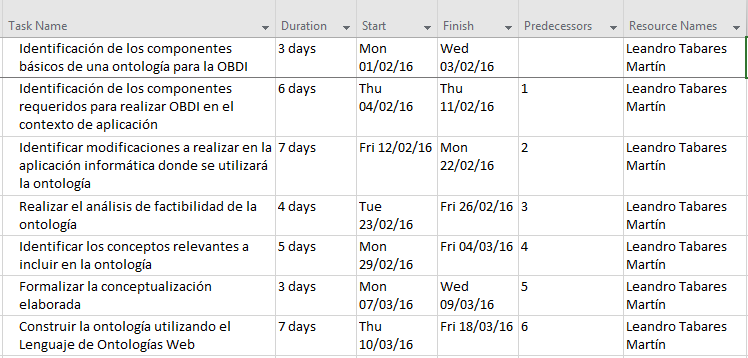 Task Name Duration Start Finish Predecessors Resource Names
Identificación de los componentes 3 days Mon Wed Leandro Tabares
básicos de una ontología para la OBDI 01/02/16 03/02/16 Martín
Identificación de los componentes 6 days Thu Thu 1 Leandro Tabares
requeridos para realizar OBDI en el 04/02/16 11/02/16 Martín
contexto de aplicación
Identificar modificaciones a realizar en la 7 days Fri 12/02/16 Mon 2 Leandro Tabares
aplicación informática donde se utilizará 22/02/16 Martín
la ontología
Realizar el análisis de factibilidad de la 4 days Tue Fri 26/02/16 3 Leandro Tabares
ontología 23/02/16 Martín
Identificar los conceptos relevantes a 5 days Mon Fri 04/03/16 4 Leandro Tabares
incluir en la ontología 29/02/16 Martín
Formalizar la conceptualización 3 days Mon Wed 5 Leandro Tabares
elaborada 07/03/16 09/03/16 Martín
Construir la ontología utilizando el 7 days Thu Fri 18/03/16 6 Leandro Tabares
Lenguaje de Ontologías Web 10/03/16 Martín